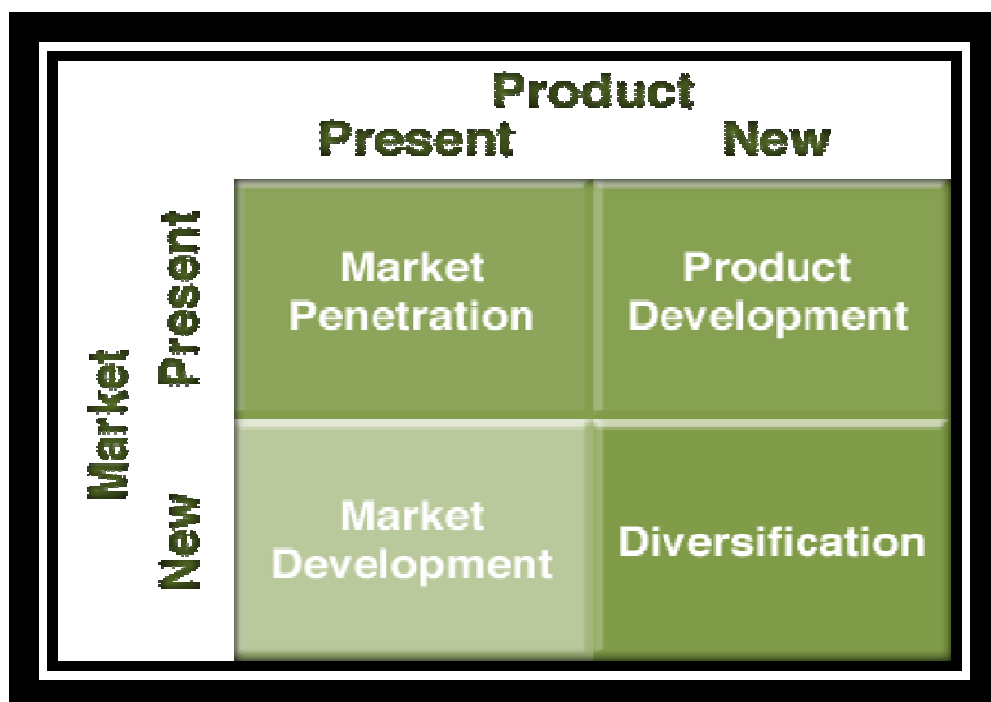 Product
Present New
Market
Present
New
Market
Penetration
Product
Development
Market
Development
Diversification